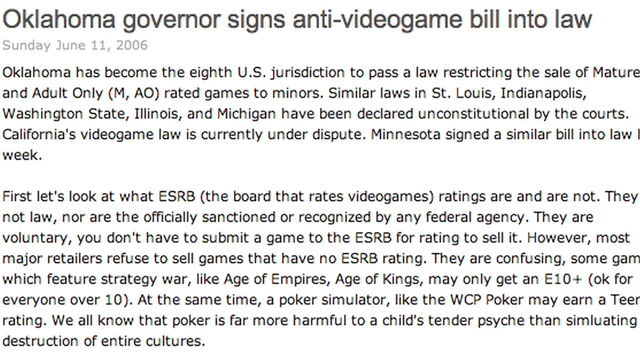 Oklahoma governor signs anti-videogame bill into law
Sunday June 11, 2006
Oklahoma has become the eighth U.S. jurisdiction to pass a law restricting the sale of Mature
and Adult Only (M, AO) rated games to minors. Similar laws in St. Louis, Indianapolis,
Washington State, Illinois, and Michigan have been declared unconstitutional by the courts.
California's videogame law is currently under dispute. Minnesota signed a similar bill into law
week.
First let's look at what ESRB (the board that rates videogames) ratings are and are not. They
not law, nor are the officially sanctioned or recognized by any federal agency. They are
voluntary, you don't have to submit a game to the ESRB for rating to sell it. However, most
major retailers refuse to sell games that have no ESRB rating. They are confusing, some gam
which feature strategy war, like Age of Empires, Age of Kings, may only get an E10+ (ok for
everyone over 10). At the same time, a poker simulator, like the WCP Poker may earn a Teen
rating. We all know that poker is far more harmful to a child's tender psyche than simluating
destruction of entire cultures.